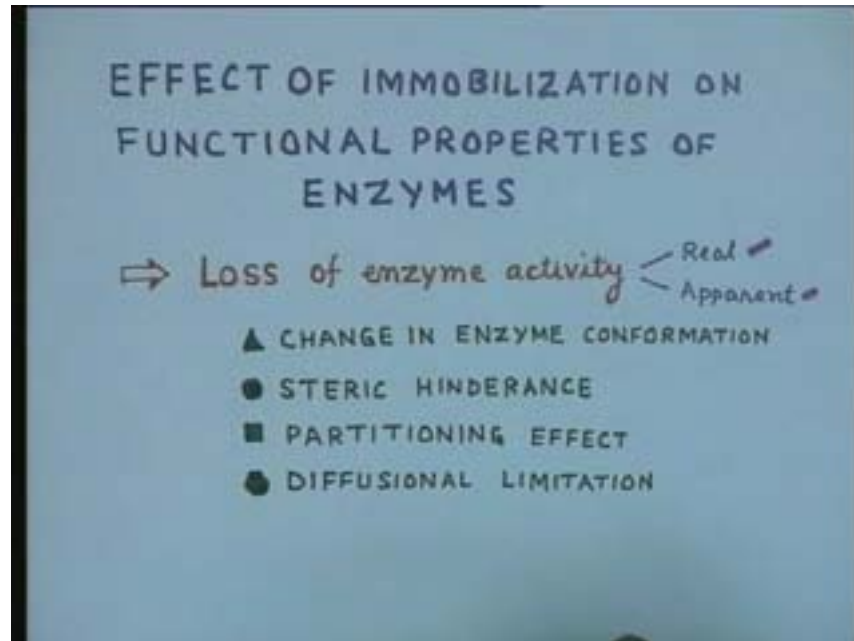 EFFECT OF IMMOBILIZATION ON
FUNCTIONAL PROPERTIES OF
ENZYMES
⇒ Loss of enzyme activity
Real
Apparent
▲ CHANGE IN ENZYME CONFORMATION
● STERIC HINDERANCE
■ PARTITIONING EFFECT
⬢ DIFFUSIONAL LIMITATION